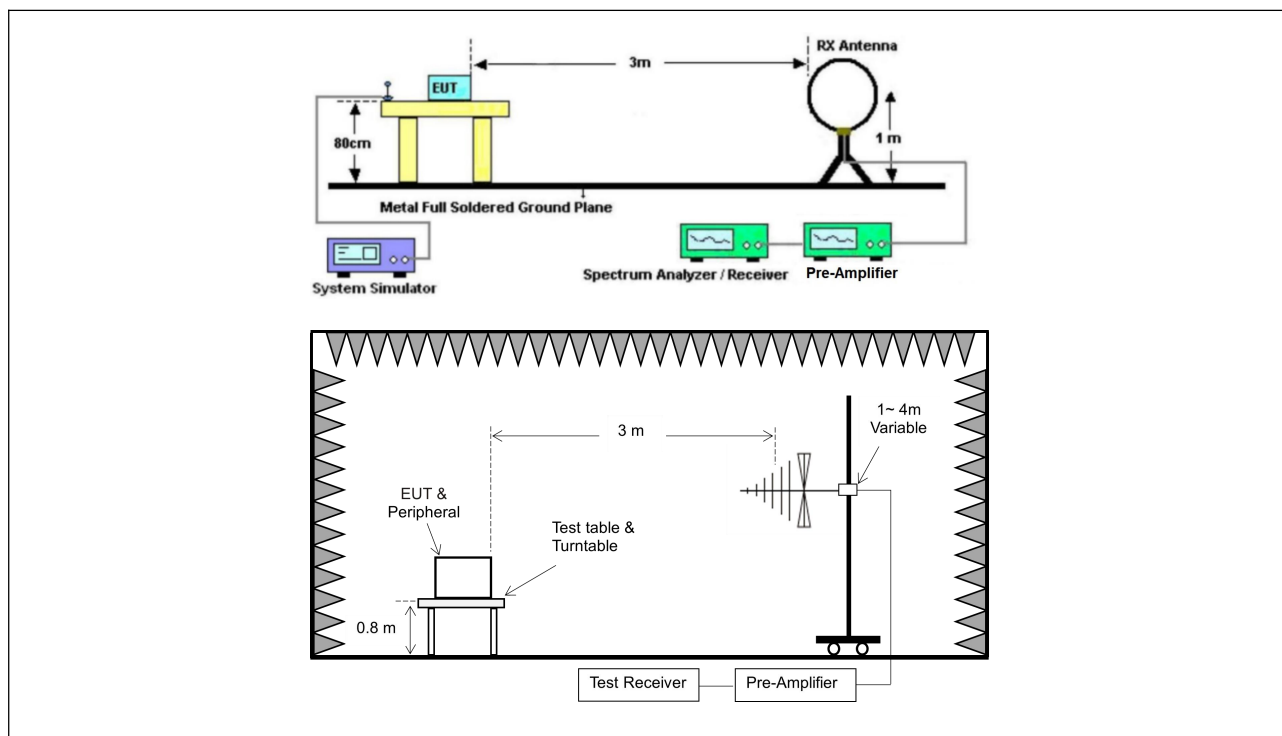 RX Antenna
3m
EUT
80cm
1 m
Metal Full Soldered Ground Plane
System Simulator
Spectrum Analyzer / Receiver
Pre-Amplifier
1~ 4m
Variable
3 m
EUT &
Peripheral
Test table &
Turntable
0.8 m
Test Receiver
Pre-Amplifier